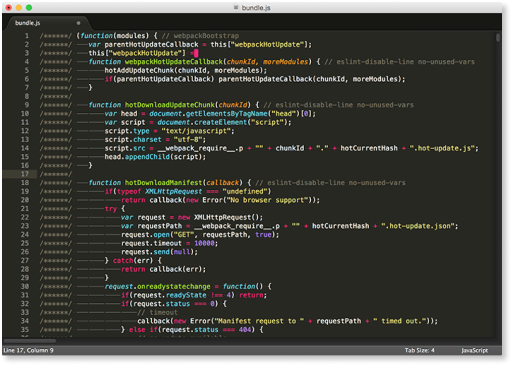 bundle.js
bundle.js
1 /******/ (function(modules) { // webpackBootstrap
2 /******/ var parentHotUpdateCallback = this["webpackHotUpdate"];
3 /******/ this["webpackHotUpdate"] =
4 /******/ function webpackHotUpdateCallback(chunkId, moreModules) { // eslint-disable-line no-unused-vars
5 /******/ hotAddUpdateChunk(chunkId, moreModules);
6 /******/ if(parentHotUpdateCallback) parentHotUpdateCallback(chunkId, moreModules);
7 /******/ }
8 /******/
9 /******/ function hotDownloadUpdateChunk(chunkId) { // eslint-disable-line no-unused-vars
10 /******/ var head = document.getElementsByTagName("head")[0];
11 /******/ var script = document.createElement("script");
12 /******/ script.type = "text/javascript";
13 /******/ script.charset = "utf-8";
14 /******/ script.src = __webpack_require__.p + "" + chunkId + "." + hotCurrentHash + ".hot-update.js";
15 /******/ head.appendChild(script);
16 /******/ }
17 /******/
18 /******/ function hotDownloadManifest(callback) { // eslint-disable-line no-unused-vars
19 /******/ if(typeof XMLHttpRequest === "undefined")
20 /******/ return callback(new Error("No browser support"));
21 /******/ try {
22 /******/ var request = new XMLHttpRequest();
23 /******/ var requestPath = __webpack_require__.p + "" + hotCurrentHash + ".hot-update.json";
24 /******/ request.open("GET", requestPath, true);
25 /******/ request.timeout = 10000;
26 /******/ request.send(null);
27 /******/ } catch(err) {
28 /******/ return callback(err);
29 /******/ }
30 /******/ request.onreadystatechange = function() {
31 /******/ if(request.readyState !== 4) return;
32 /******/ if(request.status === 0) {
33 /******/ // timeout
34 /******/ callback(new Error("Manifest request to " + requestPath + " timed out."));
35 /******/ } else if(request.status === 404) {
Line 17, Column 9 Tab Size: 4 JavaScript